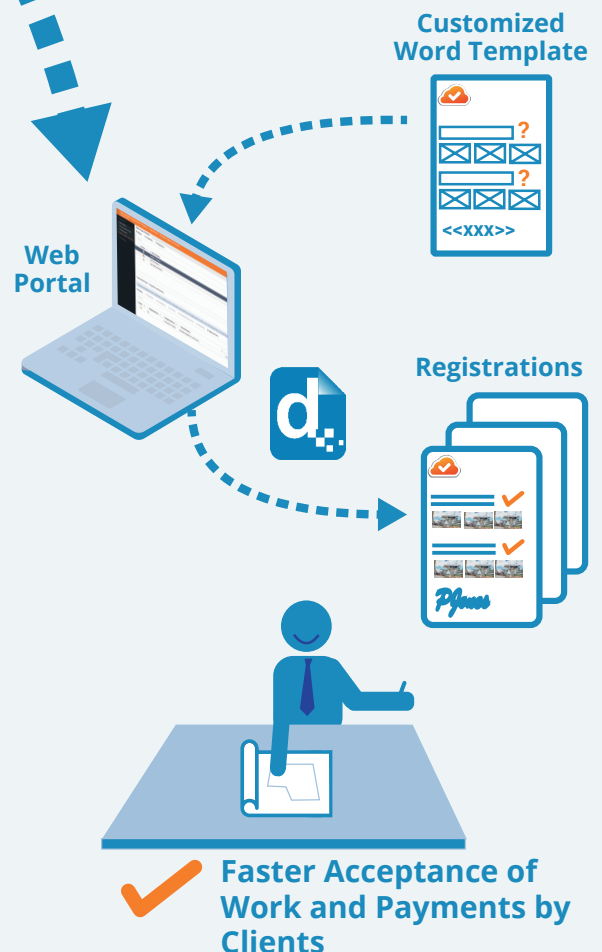 Customized
Word Template
?
?
<<xxx>>
Web
Portal
d
Registrations
PJones
Faster Acceptance of
Work and Payments by
Clients